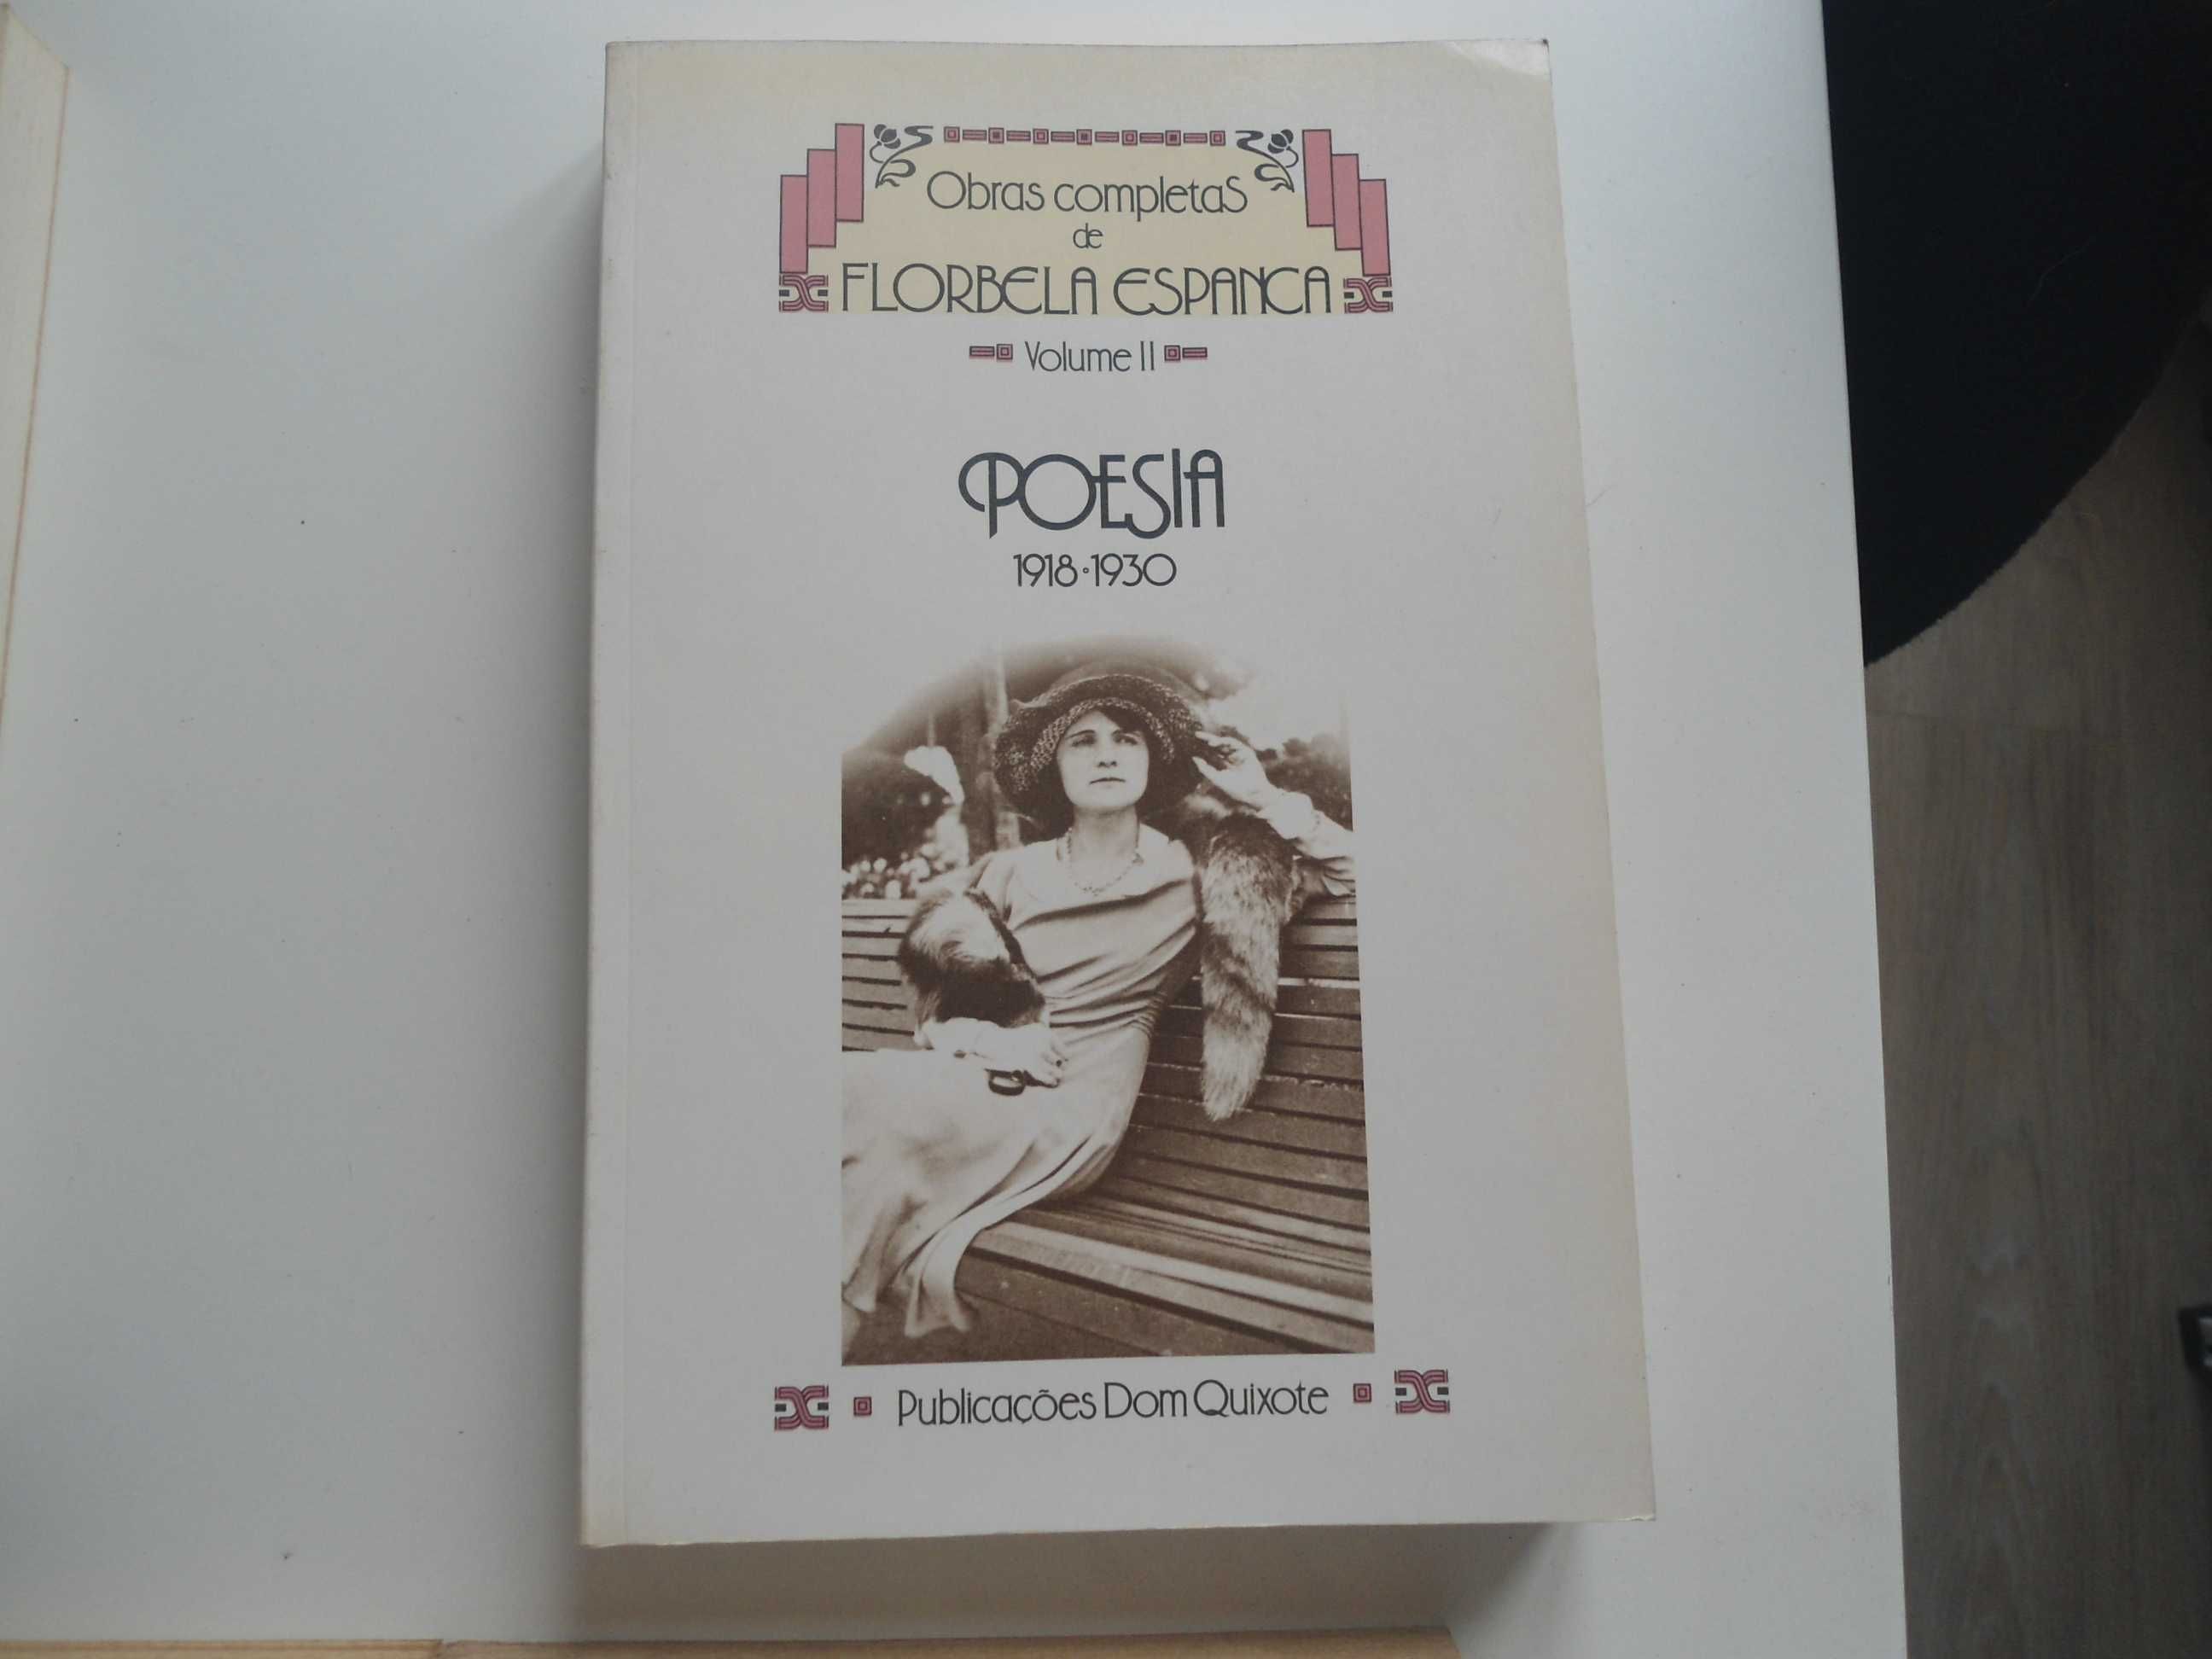 Obras completas
de
FLORBELA ESPANCA
Volume II
POESIA
1918·1930
Publicações Dom Quixote